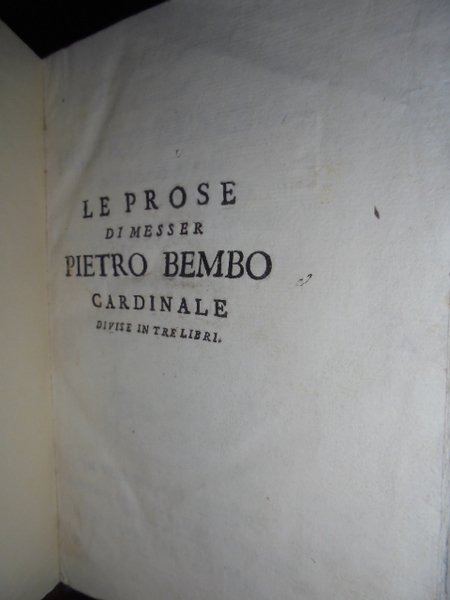 LE PROSE
DI MESSER
PIETRO BEMBO
CARDINALE
DIVISE IN TRE LIBRI.